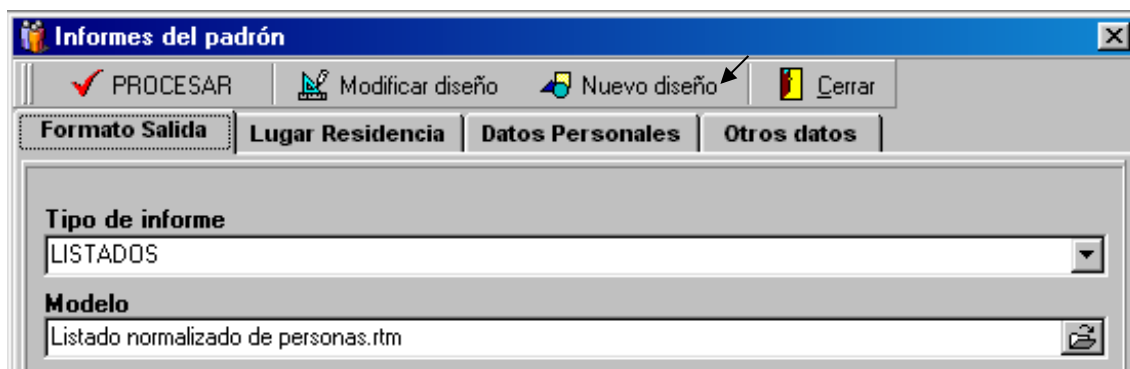 Informes del padrón
PROCESAR Modificar diseño Nuevo diseño Cerrar
Formato Salida Lugar Residencia Datos Personales Otros datos
Tipo de informe
LISTADOS
Modelo
Listado normalizado de personas.rtm